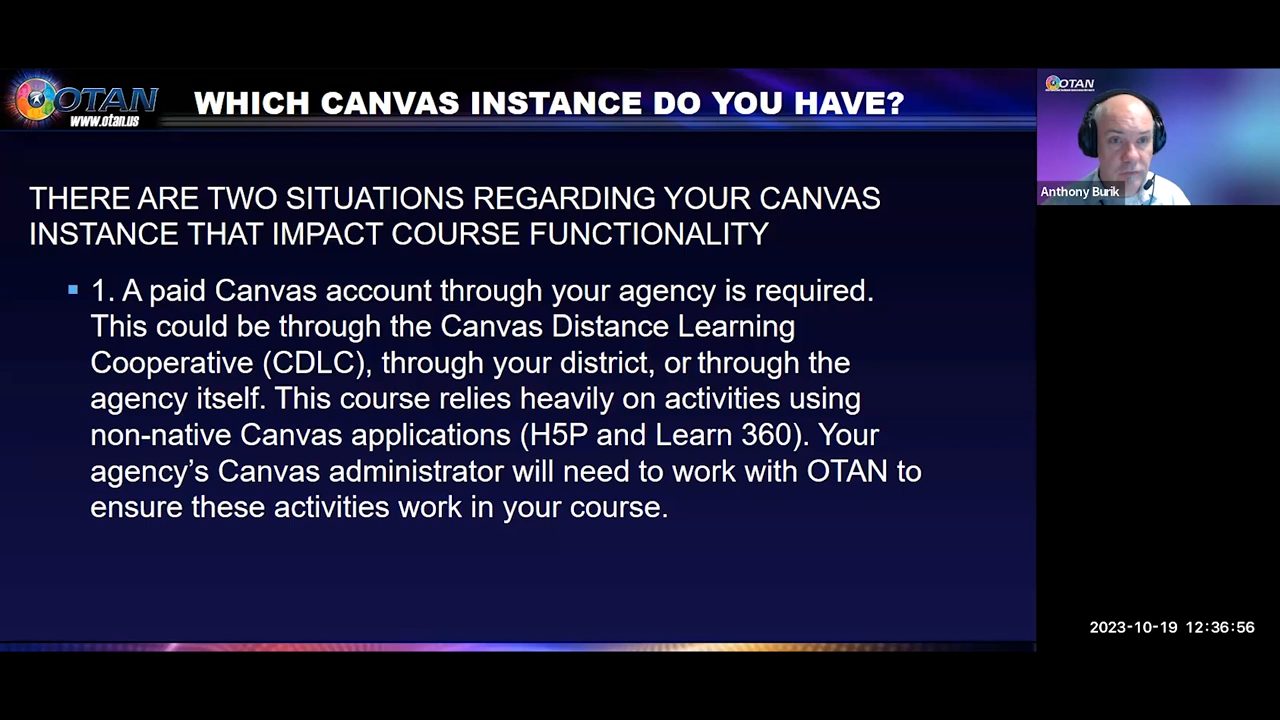 OTAN
www.otan.us
WHICH CANVAS INSTANCE DO YOU HAVE?
THERE ARE TWO SITUATIONS REGARDING YOUR CANVAS
INSTANCE THAT IMPACT COURSE FUNCTIONALITY
1. A paid Canvas account through your agency is required.
This could be through the Canvas Distance Learning
Cooperative (CDLC), through your district, or through the
agency itself. This course relies heavily on activities using
non-native Canvas applications (H5P and Learn 360). Your
agency’s Canvas administrator will need to work with OTAN to
ensure these activities work in your course.
OTAN
Anthony Burik
2023-10-19 12:36:56